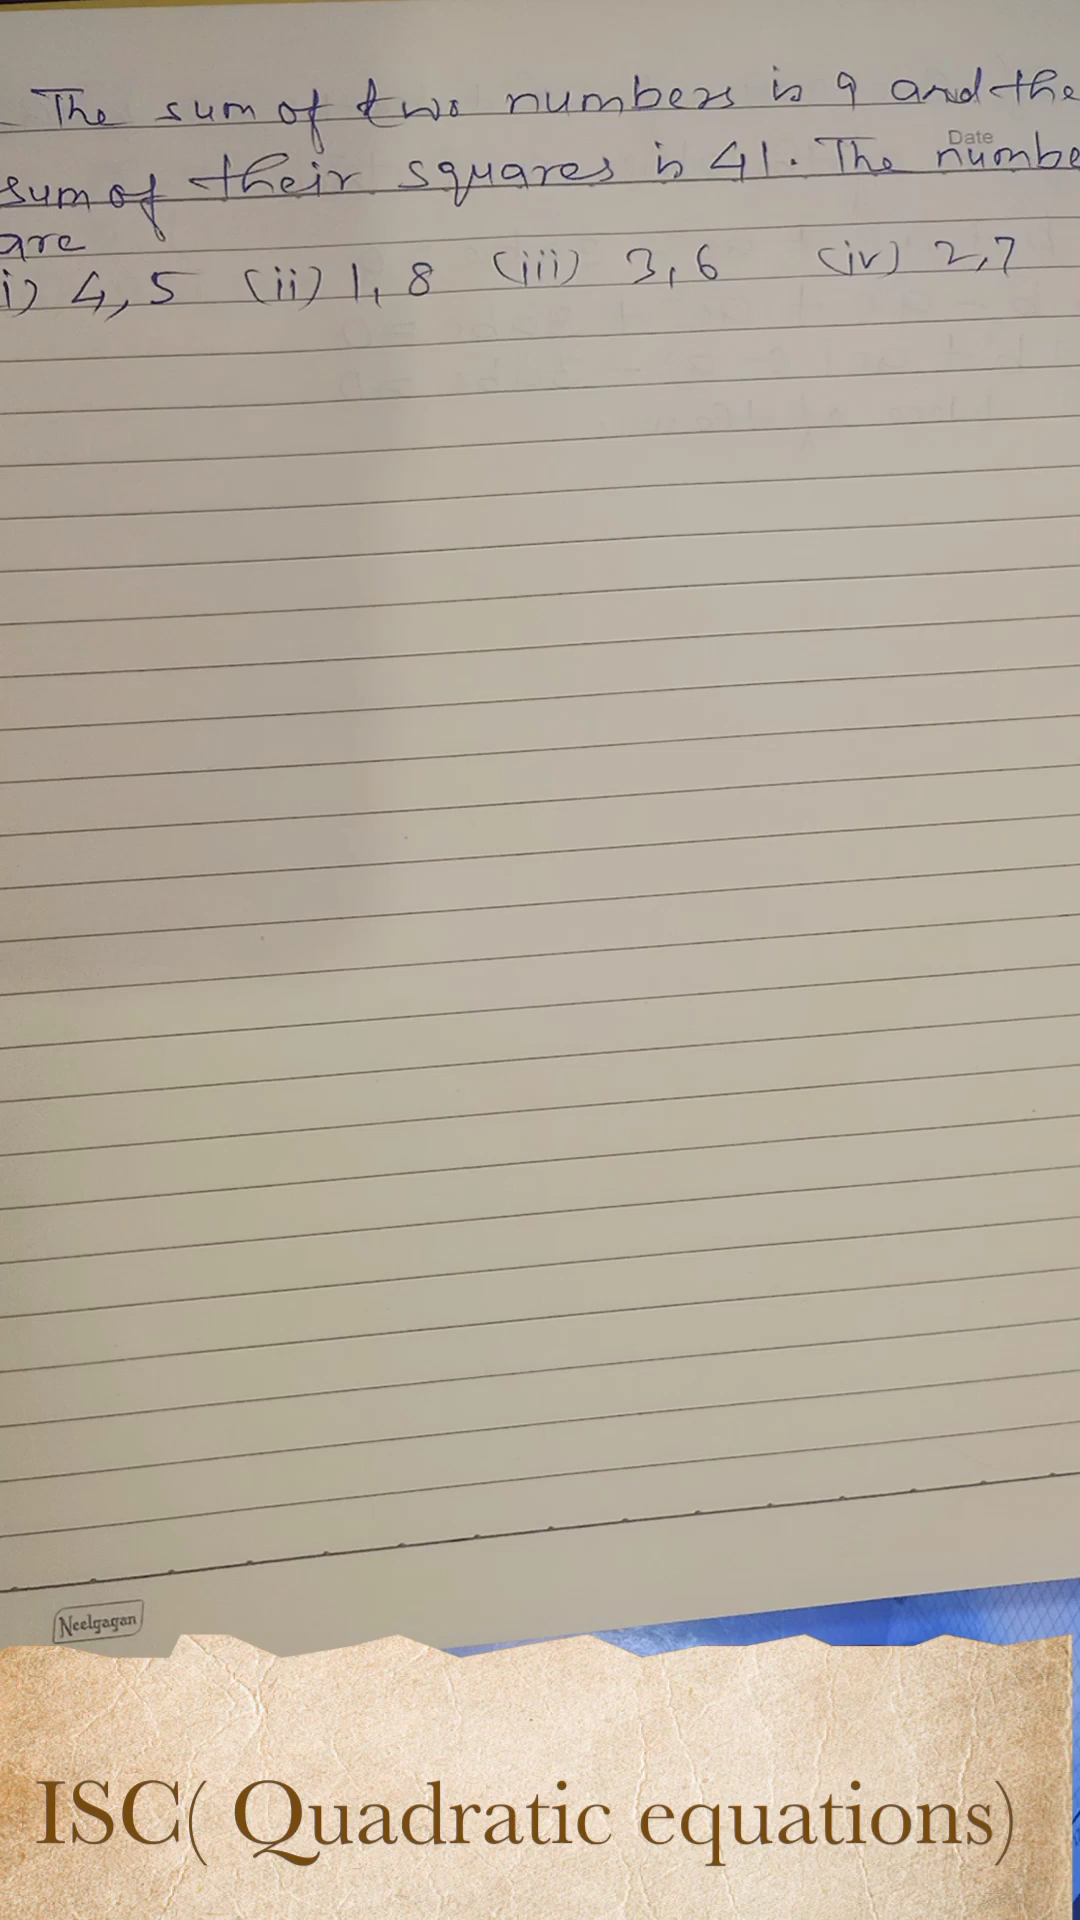 The sum of two numbers is 9 and the
Date
sum of their squares is 41. The numbe
are
i) 4,5 (ii) 1, 8 (iii) 3,6 (iv) 2,7
Neelgagan
ISC( Quadratic equations)